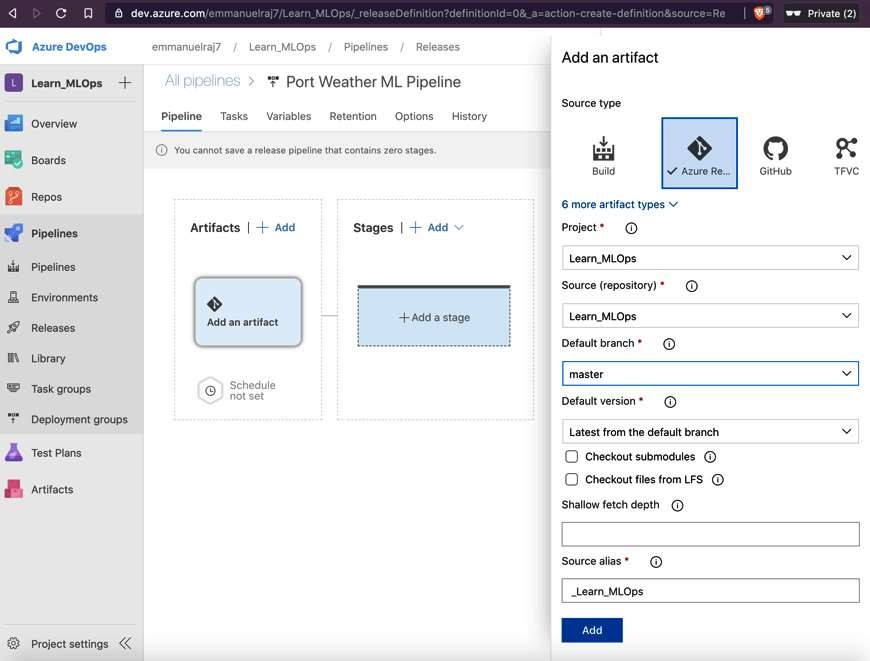 dev.azure.com/emmanuelraj7/Learn_MLOps/_releaseDefinition?definitionId=0&_a=action-create-definition&source=Re
5
Private (2)
Azure DevOps
emmanuelraj7 / Learn_MLOps / Pipelines / Releases
L Learn_MLOps
Overview
Boards
Repos
Pipelines
Pipelines
Environments
Releases
Library
Task groups
Deployment groups
Test Plans
Artifacts
Project settings
All pipelines > Port Weather ML Pipeline
Pipeline Tasks Variables Retention Options History
You cannot save a release pipeline that contains zero stages.
Artifacts | + Add
Add an artifact
Schedule
not set
Stages | + Add
+ Add a stage
Add an artifact
Source type
Build
Azure Re...
GitHub
TFVC
6 more artifact types
Project *
Learn_MLOps
Source (repository) *
Learn_MLOps
Default branch *
master
Default version *
Latest from the default branch
Checkout submodules
Checkout files from LFS
Shallow fetch depth
Source alias *
_Learn_MLOps
Add